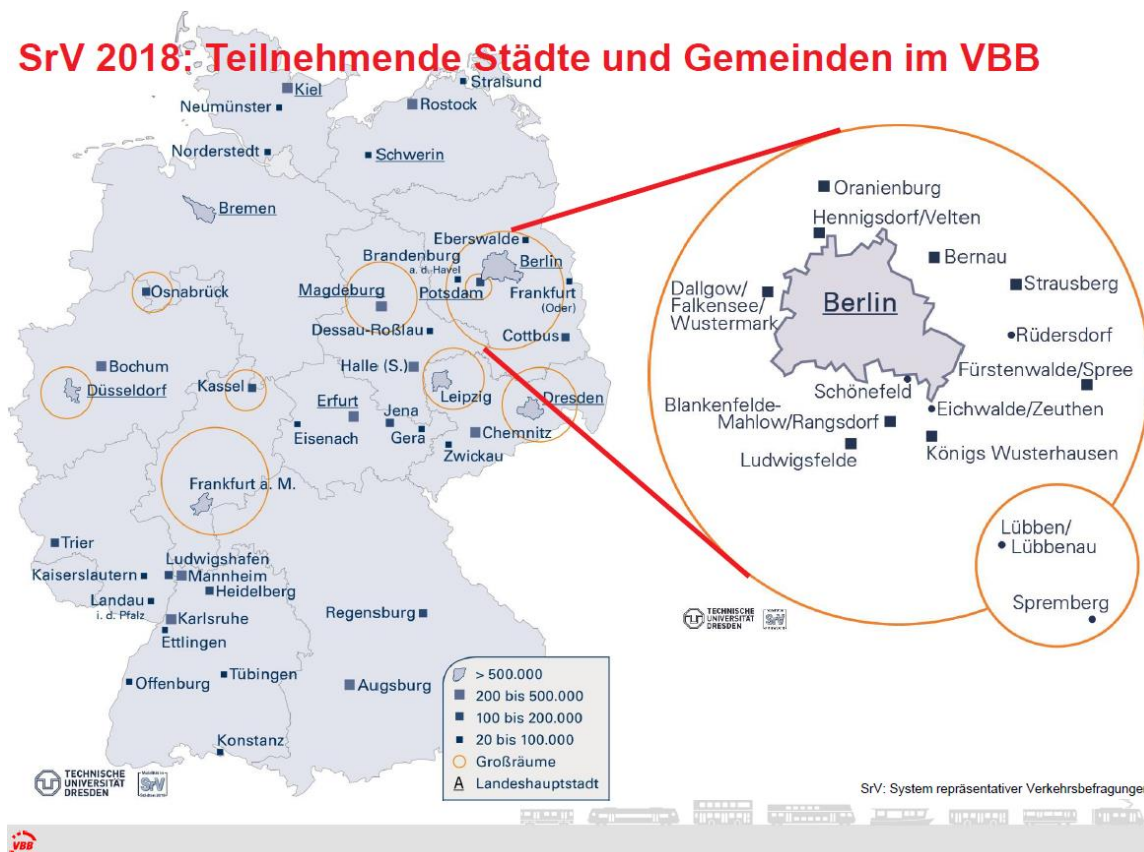 SrV 2018: Teilnehmende Städte und Gemeinden im VBB
Stralsund
Kiel
Rostock
Neumünster
Norderstedt
Schwerin
Bremen
Eberswalde
Brandenburg
a. d. Havel
Berlin
Osnabrück
Magdeburg
Potsdam
Frankfurt
(Oder)
Dessau-Roßlau
Cottbus
Bochum
Halle (S.)
Düsseldorf
Kassel
Leipzig
Erfurt
Dresden
Jena
Eisenach
Gera
Chemnitz
Zwickau
Frankfurt a. M.
Trier
Ludwigshafen
Kaiserslautern
Mannheim
Heidelberg
Landau
i. d. Pfalz
Karlsruhe
Regensburg
Ettlingen
Tübingen
Offenburg
Augsburg
Konstanz
> 500.000
200 bis 500.000
100 bis 200.000
20 bis 100.000
Großräume
A Landeshauptstadt
TECHNISCHE
UNIVERSITÄT
DRESDEN
SrV
Oranienburg
Hennigsdorf/Velten
Bernau
Strausberg
Dallgow/
Falkensee/
Wustermark
Berlin
Rüdersdorf
Fürstenwalde/Spree
Schönefeld
Eichwalde/Zeuthen
Blankenfelde-
Mahlow/Rangsdorf
Ludwigsfelde
Königs Wusterhausen
Lübben/
Lübbenau
Spremberg
TECHNISCHE
UNIVERSITÄT
DRESDEN
SrV
SrV: System repräsentativer Verkehrsbefragungen
VBB